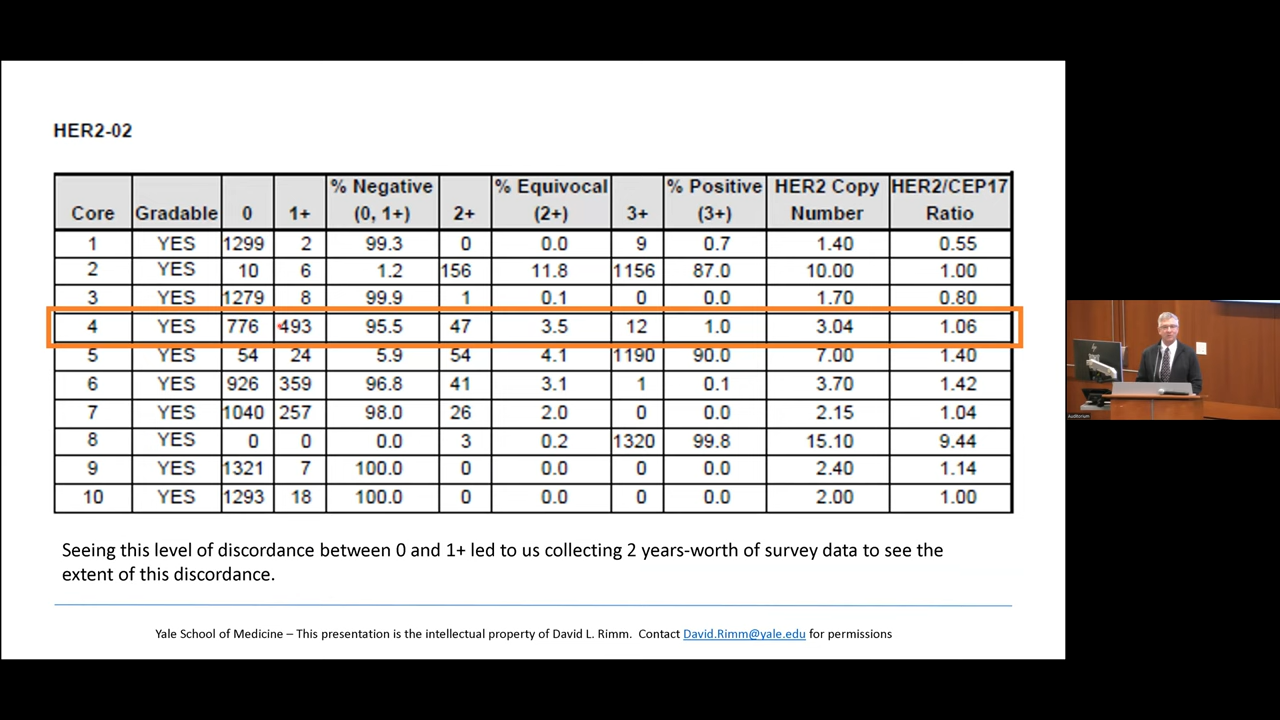 HER2-02
% Negative % Equivocal % Positive HER2 Copy HER2/CEP17
Core Gradable 0 1+ (0, 1+) 2+ (2+) 3+ (3+) Number Ratio
1 YES 1299 2 99.3 0 0.0 9 0.7 1.40 0.55
2 YES 10 6 1.2 156 11.8 1156 87.0 10.00 1.00
3 YES 1279 8 99.9 1 0.1 0 0.0 1.70 0.80
4 YES 776 493 95.5 47 3.5 12 1.0 3.04 1.06
5 YES 54 24 5.9 54 4.1 1190 90.0 7.00 1.40
6 YES 926 359 96.8 41 3.1 1 0.1 3.70 1.42
7 YES 1040 257 98.0 26 2.0 0 0.0 2.15 1.04
8 YES 0 0 0.0 3 0.2 1320 99.8 15.10 9.44
9 YES 1321 7 100.0 0 0.0 0 0.0 2.40 1.14
10 YES 1293 18 100.0 0 0.0 0 0.0 2.00 1.00
Seeing this level of discordance between 0 and 1+ led to us collecting 2 years-worth of survey data to see the
extent of this discordance.
Yale School of Medicine – This presentation is the intellectual property of David L. Rimm. Contact David.Rimm@yale.edu for permissions
Auditorium